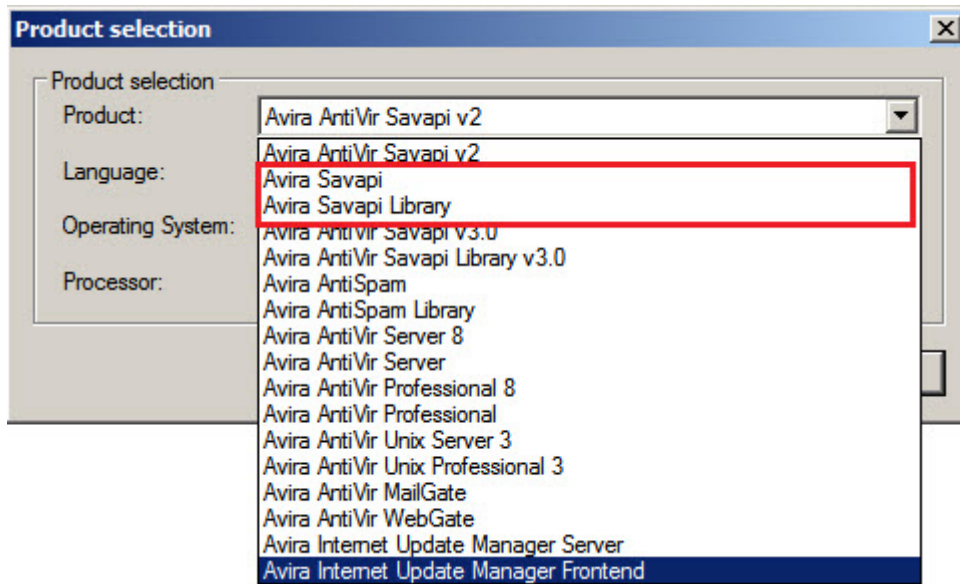 Product selection
Product selection
Product:
Avira AntiVir Savapi v2
Avira AntiVir Savapi v2
Language:
Avira Savapi
Avira Savapi Library
Operating System:
Avira AntiVir Savapi v3.0
Avira AntiVir Savapi Library v3.0
Processor:
Avira AntiSpam
Avira AntiSpam Library
Avira AntiVir Server 8
Avira AntiVir Server
Avira AntiVir Professional 8
Avira AntiVir Professional
Avira AntiVir Unix Server 3
Avira AntiVir Unix Professional 3
Avira AntiVir MailGate
Avira AntiVir WebGate
Avira Internet Update Manager Server
Avira Internet Update Manager Frontend